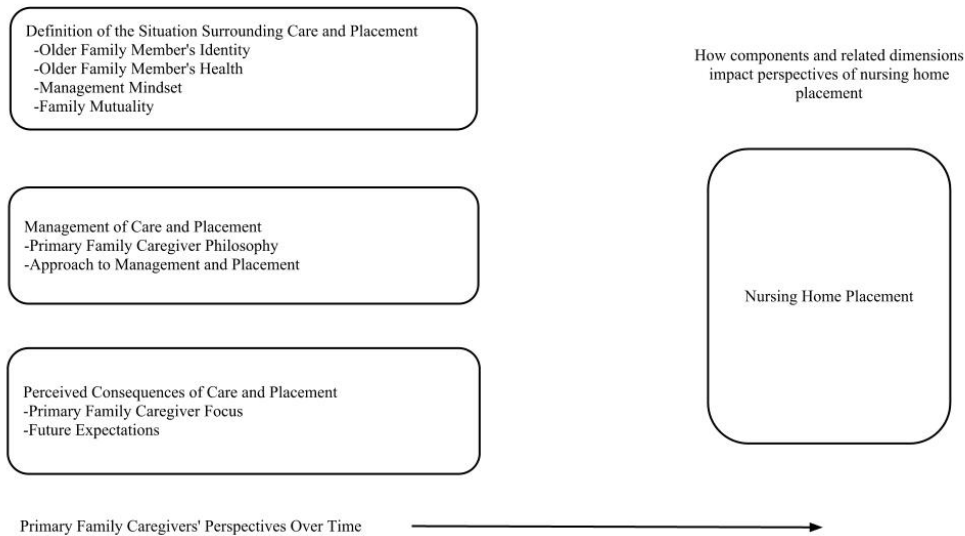 Definition of the Situation Surrounding Care and Placement
-Older Family Member's Identity
-Older Family Member's Health
-Management Mindset
-Family Mutuality
How components and related dimensions
impact perspectives of nursing home
placement
Management of Care and Placement
-Primary Family Caregiver Philosophy
-Approach to Management and Placement
Nursing Home Placement
Perceived Consequences of Care and Placement
-Primary Family Caregiver Focus
-Future Expectations
Primary Family Caregivers' Perspectives Over Time